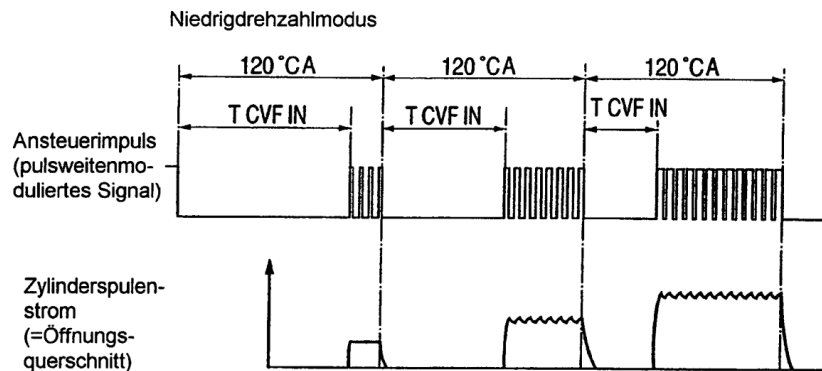 Niedrigdrehzahlmodus
120°CA
120°CA
120°CA
T CVF IN
T CVF IN
T CVF IN
Ansteuerimpuls
(pulsweitenmo-
duliertes Signal)
Zylinderspulen-
strom
(=Öffnungs-
querschnitt)